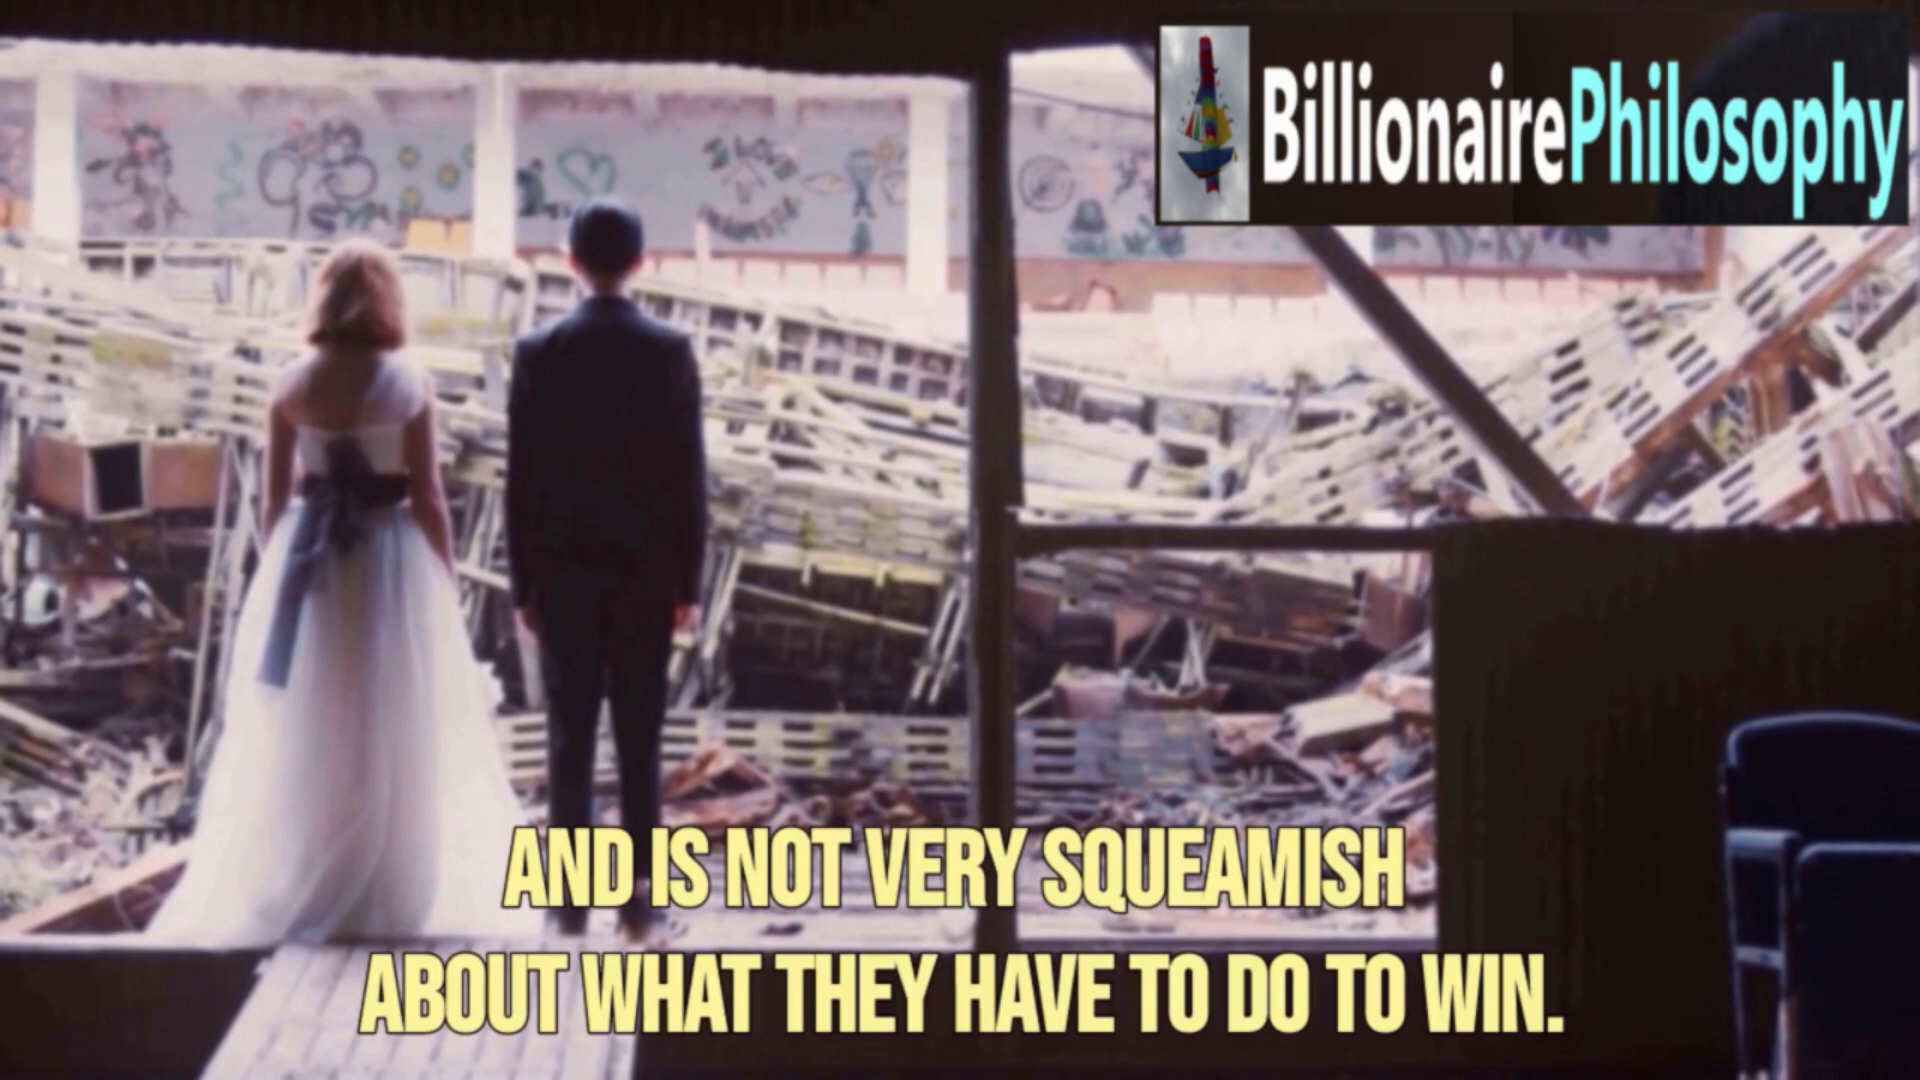 BillionairePhilosophy
AND IS NOT VERY SQUEAMISH
ABOUT WHAT THEY HAVE TO DO TO WIN.